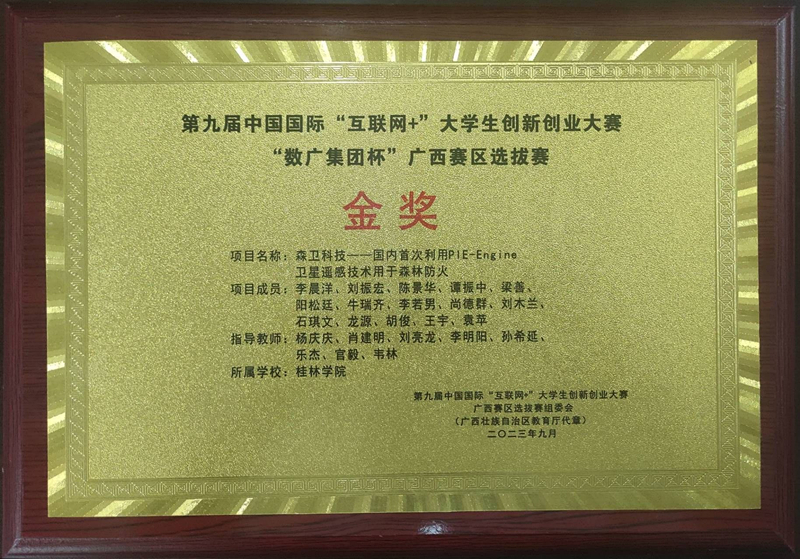 第九届中国国际“互联网+”大学生创新创业大赛
“数广集团杯”广西赛区选拔赛
金奖
项目名称：森卫科技——国内首次利用PIE-Engine
卫星遥感技术用于森林防火
项目成员：李晨洋、刘振宏、陈景华、谭振中、梁善、
阳松廷、牛瑞齐、李若男、尚德群、刘木兰、
石琪文、龙源、胡俊、王宇、袁苹
指导教师：杨庆庆、肖建明、刘亮龙、李明阳、孙希延、
乐杰、官毅、韦林
所属学校：桂林学院
第九届中国国际“互联网+”大学生创新创业大赛
广西赛区选拔赛组委会
（广西壮族自治区教育厅代章）
二〇二三年九月